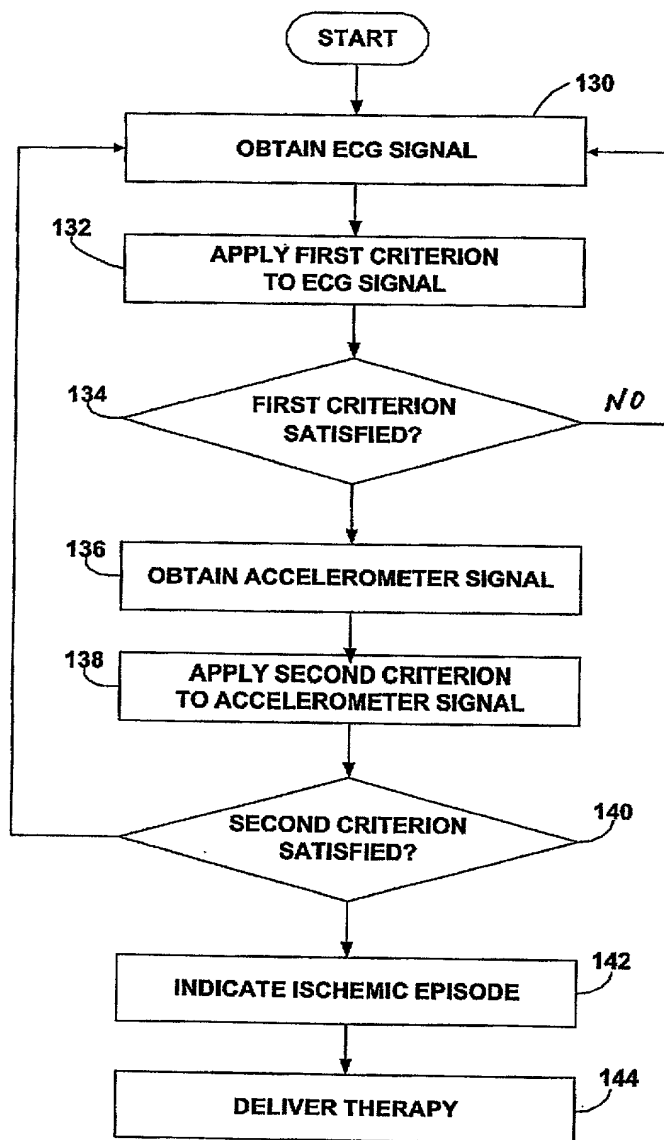 START
130
OBTAIN ECG SIGNAL
132
APPLY FIRST CRITERION
TO ECG SIGNAL
134
FIRST CRITERION
SATISFIED?
NO
136
OBTAIN ACCELEROMETER SIGNAL
138
APPLY SECOND CRITERION
TO ACCELEROMETER SIGNAL
140
SECOND CRITERION
SATISFIED?
142
INDICATE ISCHEMIC EPISODE
144
DELIVER THERAPY